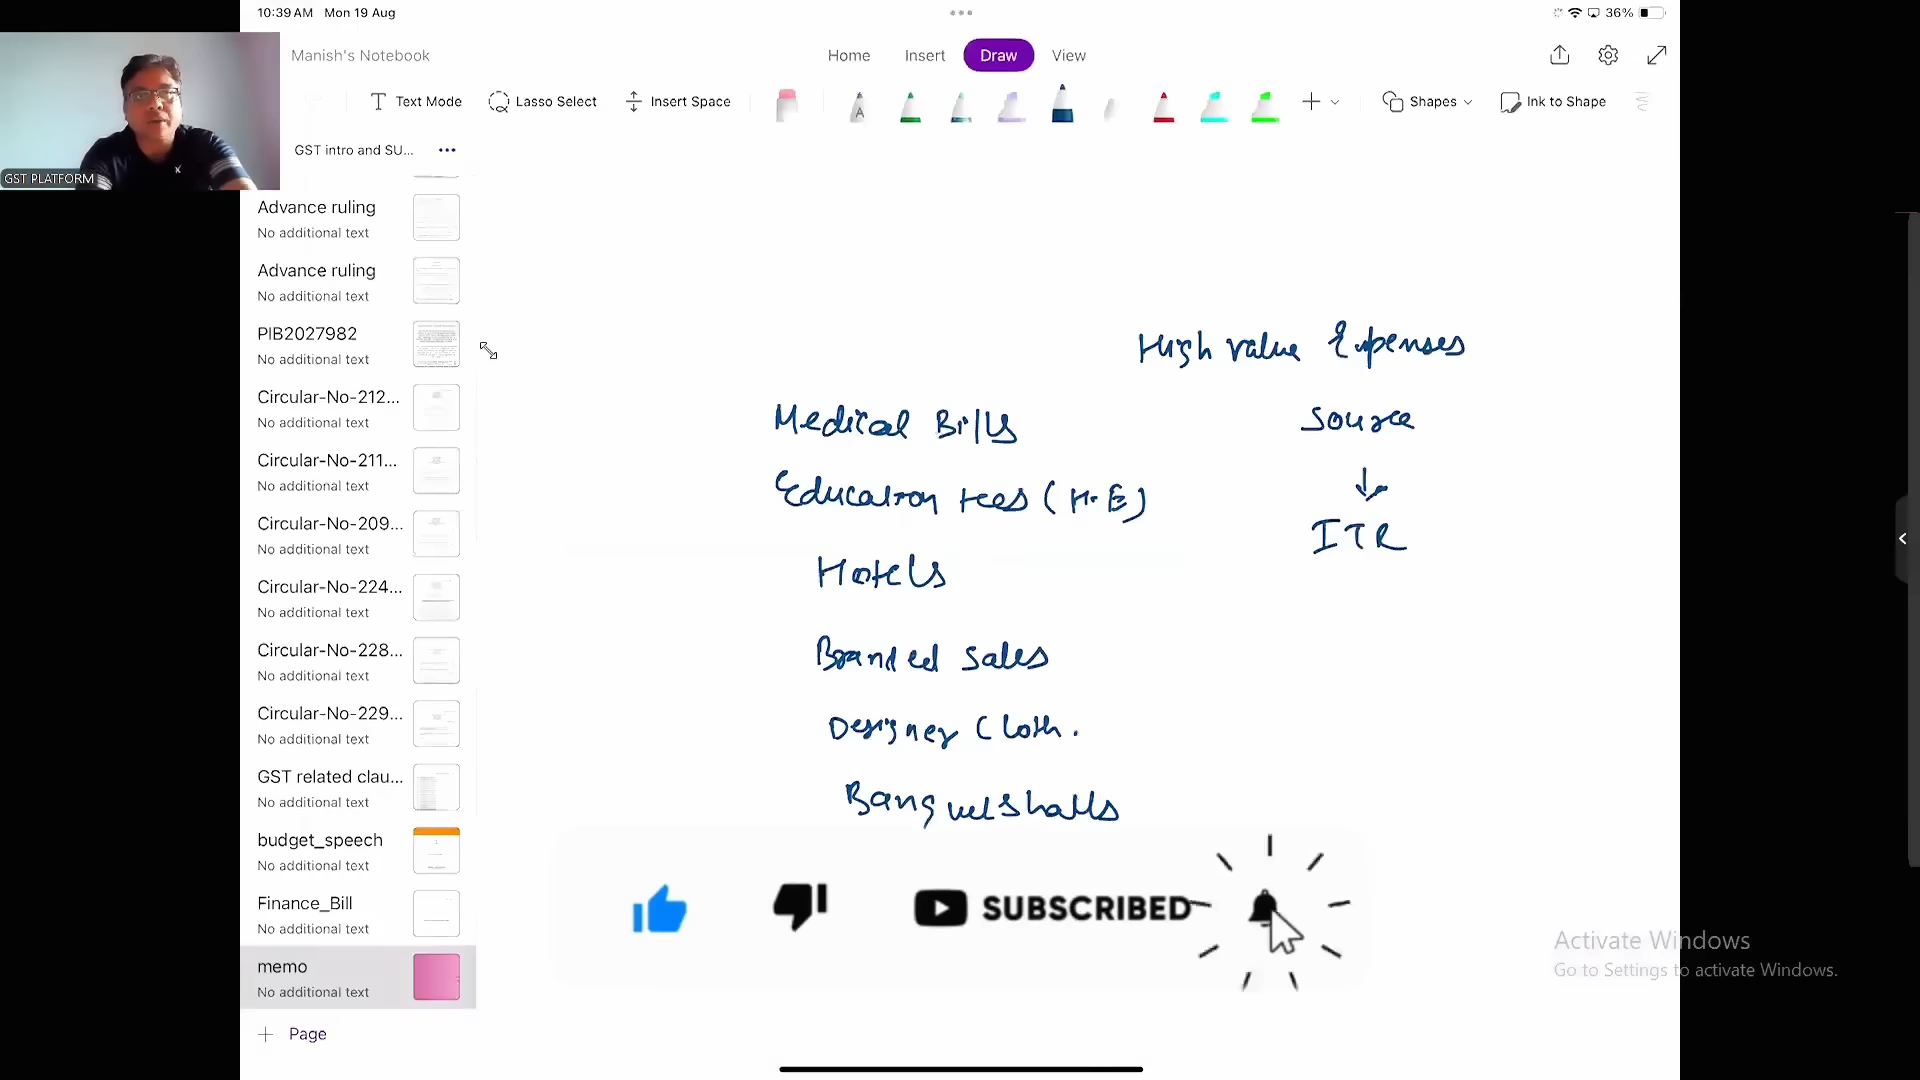 10:39 AM Mon 19 Aug
36%
Manish's Notebook
Home Insert Draw View
Text Mode Lasso Select Insert Space A Shapes Ink to Shape
GST PLATFORM
GST intro and SU...
Advance ruling
No additional text
Advance ruling
No additional text
PIB2027982
No additional text
Circular-No-212...
No additional text
Circular-No-211...
No additional text
Circular-No-209...
No additional text
Circular-No-224...
No additional text
Circular-No-228...
No additional text
Circular-No-229...
No additional text
GST related clau...
No additional text
budget_speech
No additional text
Finance_Bill
No additional text
memo
No additional text
Page
High value Expenses
Source
ITR
Medical Bills
Education fees (H.E)
Hotels
Branded Sales
Designer Cloth.
Banquet shalls
SUBSCRIBED
Activate Windows
Go to Settings to activate Windows.